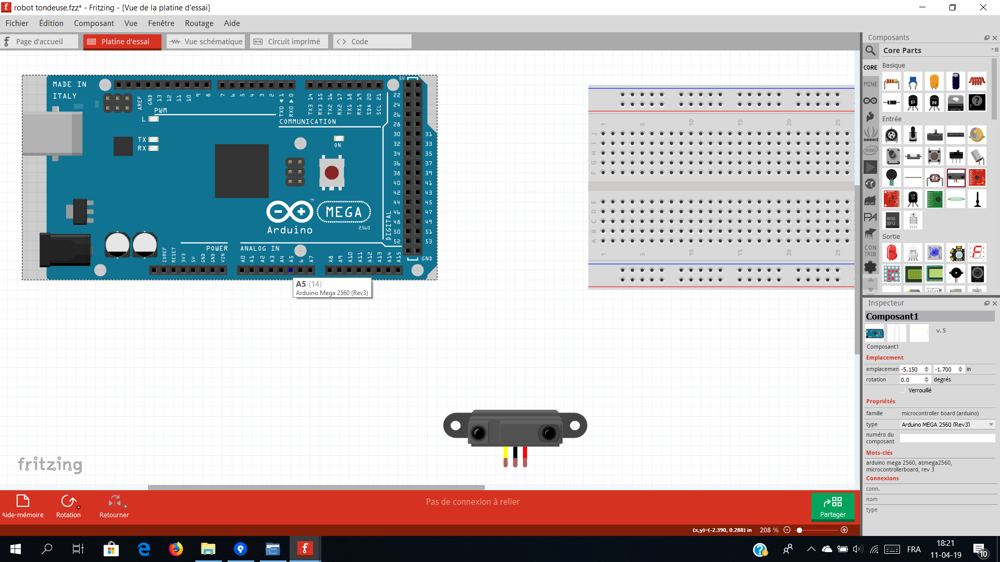 robot tondeuse.fzz* - Fritzing - [Vue de la platine d'essai]
Fichier Édition Composant Vue Fenêtre Routage Aide
Page d'accueil Platine d'essai Vue schématique Circuit imprimé Code
MADE IN
ITALY
AREF GND 13 12 11 10 9 8 7 6 5 4 3 2 TX0 1 RX0 0 TX3 14 RX3 15 TX2 16 RX2 17 TX1 18 RX1 19 SDA 20 SCL 21
5V
PWM
L
COMMUNICATION
TX
RX
ON
22
24
26
28
30 31
32 33
34 35
36 37
38 39
40 41
42 43
44 45
46 47
48 49
50 51
52 53
GND
DIGITAL
MEGA
TM
2560
Arduino
POWER ANALOG IN
IOREF RESET 3V3 5V GND GND VIN A0 A1 A2 A3 A4 A5 6 A7 A8 A9 A10 A11 A12 A13 A14 A15
A5 (14)
Arduino Mega 2560 (Rev3)
1 5 10 15 20 25
J
I
H
G
F
E
D
C
B
A
1 5 10 15 20 25
fritzing
Composants
Core Parts
CORE
MINE
seeed
intel
PA
CON
TRIB
Basique
Entrée
RFID
ID12
Sortie
Inspecteur
Composant1
v. 5
Composant1
Emplacement
emplacemen -5.150 -1.700 in
rotation 0.0 degrés
Verrouillé
Propriétés
famille microcontroller board (arduino)
type Arduino MEGA 2560 (Rev3)
numéro du
composant
Mots-clés
arduino mega 2560, atmega2560,
microcontrollerboard, rev 3
Connexions
conn.
nom
type
Aide-mémoire Rotation Retourner
Pas de connexion à relier
Partager
(x,y)=(-2.390, 0.288) in 208 %
FRA
18:21
11-04-19
10